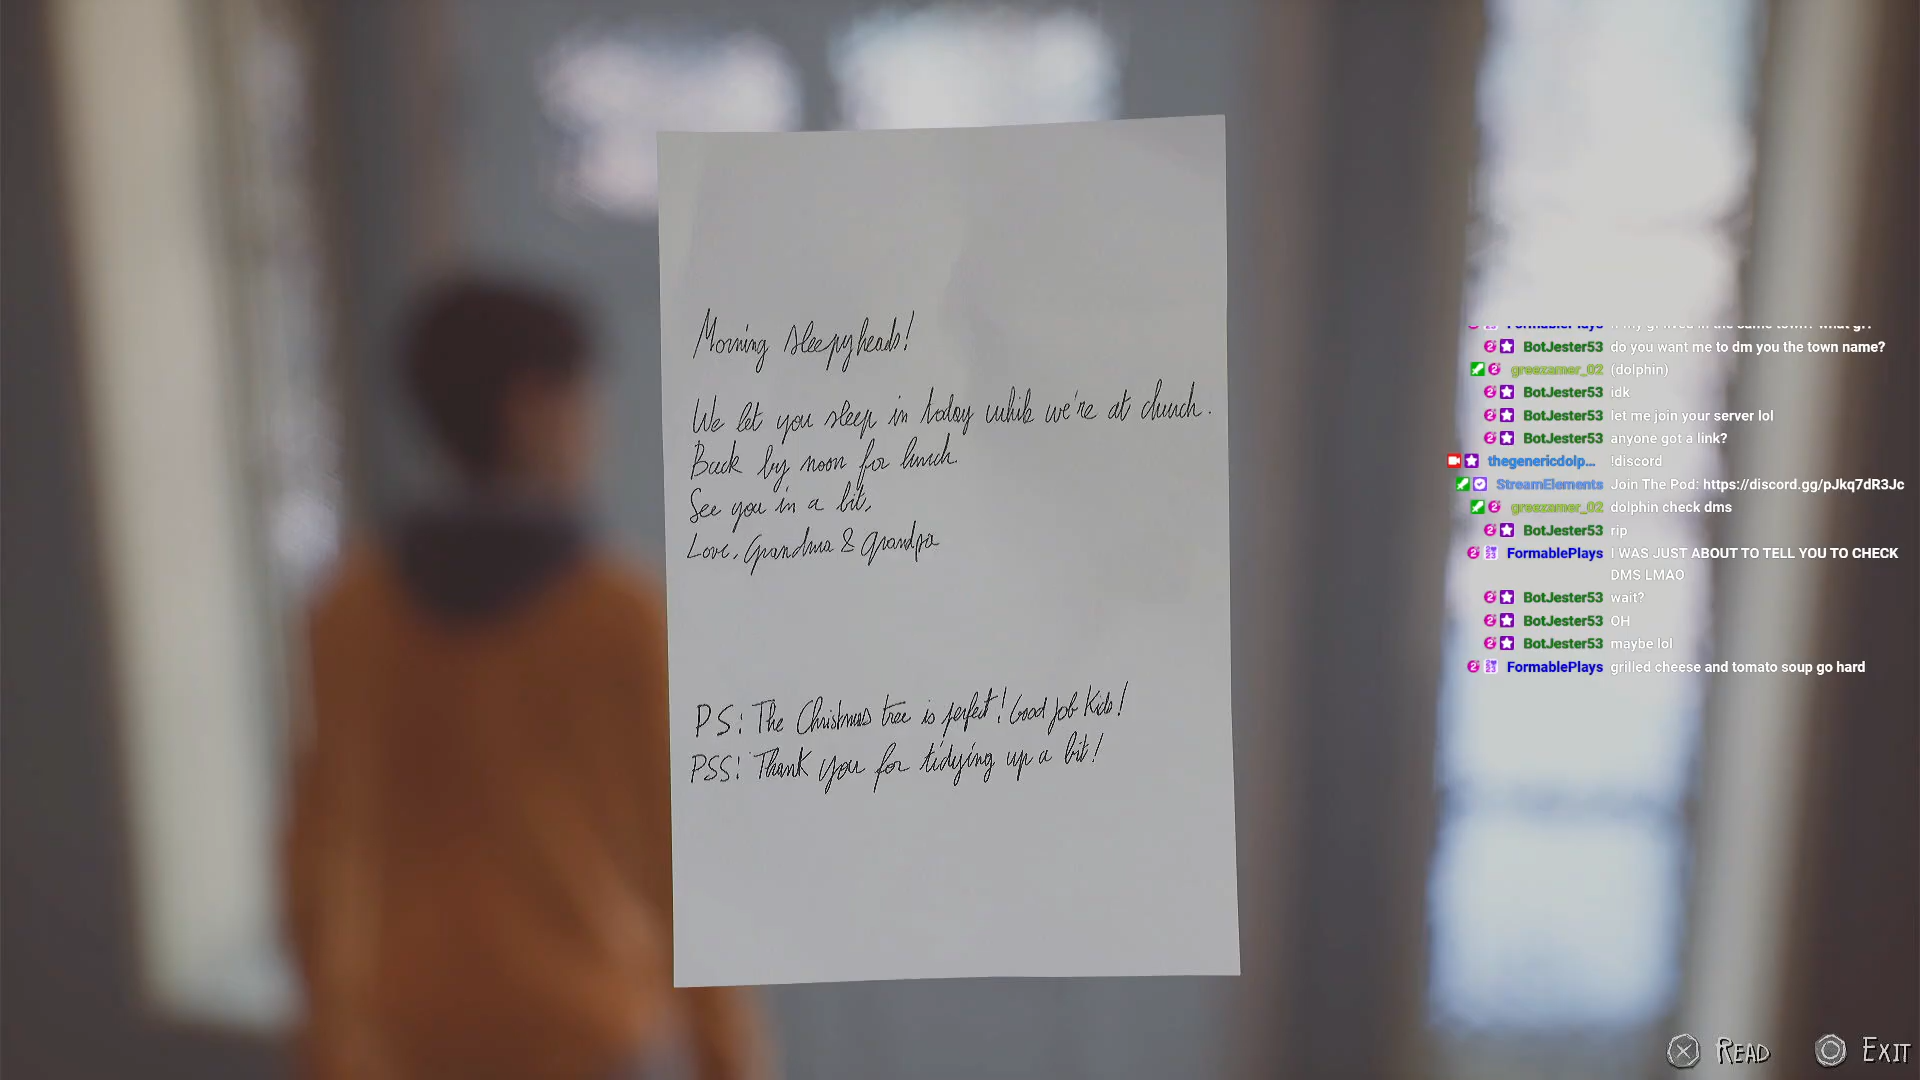 Morning sleepyheads!
We let you sleep in today while we're at church.
Back by noon for lunch.
See you in a bit,
Love, Grandma & Grandpa
PS: The Christmas tree is perfect! Good job Kids!
PSS: Thank you for tidying up a bit!
FormablePlays
BotJester53 do you want me to dm you the town name?
greezamer_02 (dolphin)
BotJester53 idk
BotJester53 let me join your server lol
BotJester53 anyone got a link?
thegenericdolp... !discord
StreamElements Join The Pod: https://discord.gg/pJkq7dR3Jc
greezamer_02 dolphin check dms
BotJester53 rip
FormablePlays I WAS JUST ABOUT TO TELL YOU TO CHECK
DMS LMAO
BotJester53 wait?
BotJester53 OH
BotJester53 maybe lol
FormablePlays grilled cheese and tomato soup go hard
READ EXIT